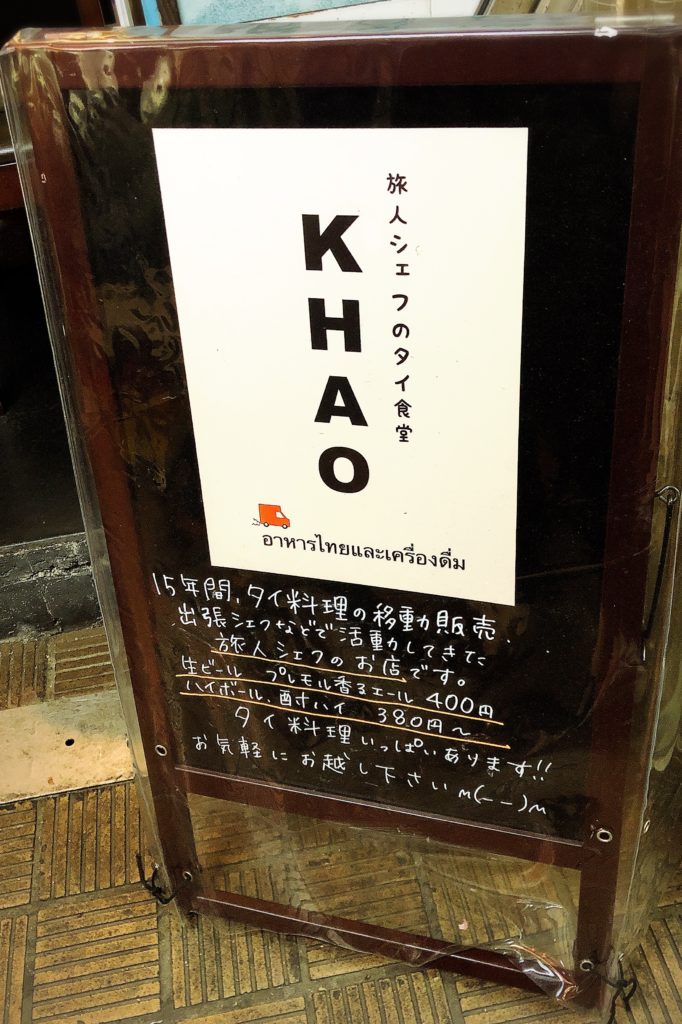 旅人シェフのタイ食堂
KHAO
อาหารไทยและเครื่องดื่ม
15年間、タイ料理の移動販売、
出張シェフなどで活動してきた
旅人シェフのお店です。
生ビール プレモル香るエール 400円
ハイボール、酎ハイ 380円〜
タイ料理いっぱいあります!!
お気軽にお越し下さいm(--)m